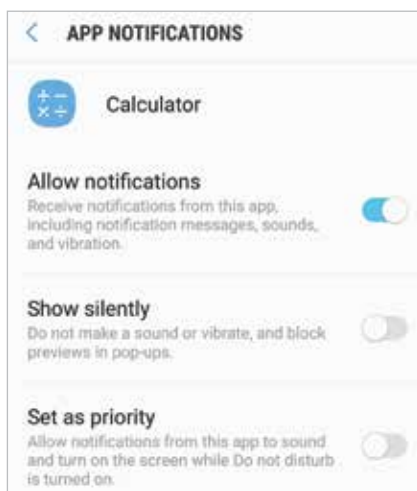 APP NOTIFICATIONS
Calculator
Allow notifications
Receive notifications from this app,
including notification messages, sounds,
and vibration.
Show silently
Do not make a sound or vibrate, and block
previews in pop-ups.
Set as priority
Allow notifications from this app to sound
and turn on the screen while Do not disturb
is turned on.